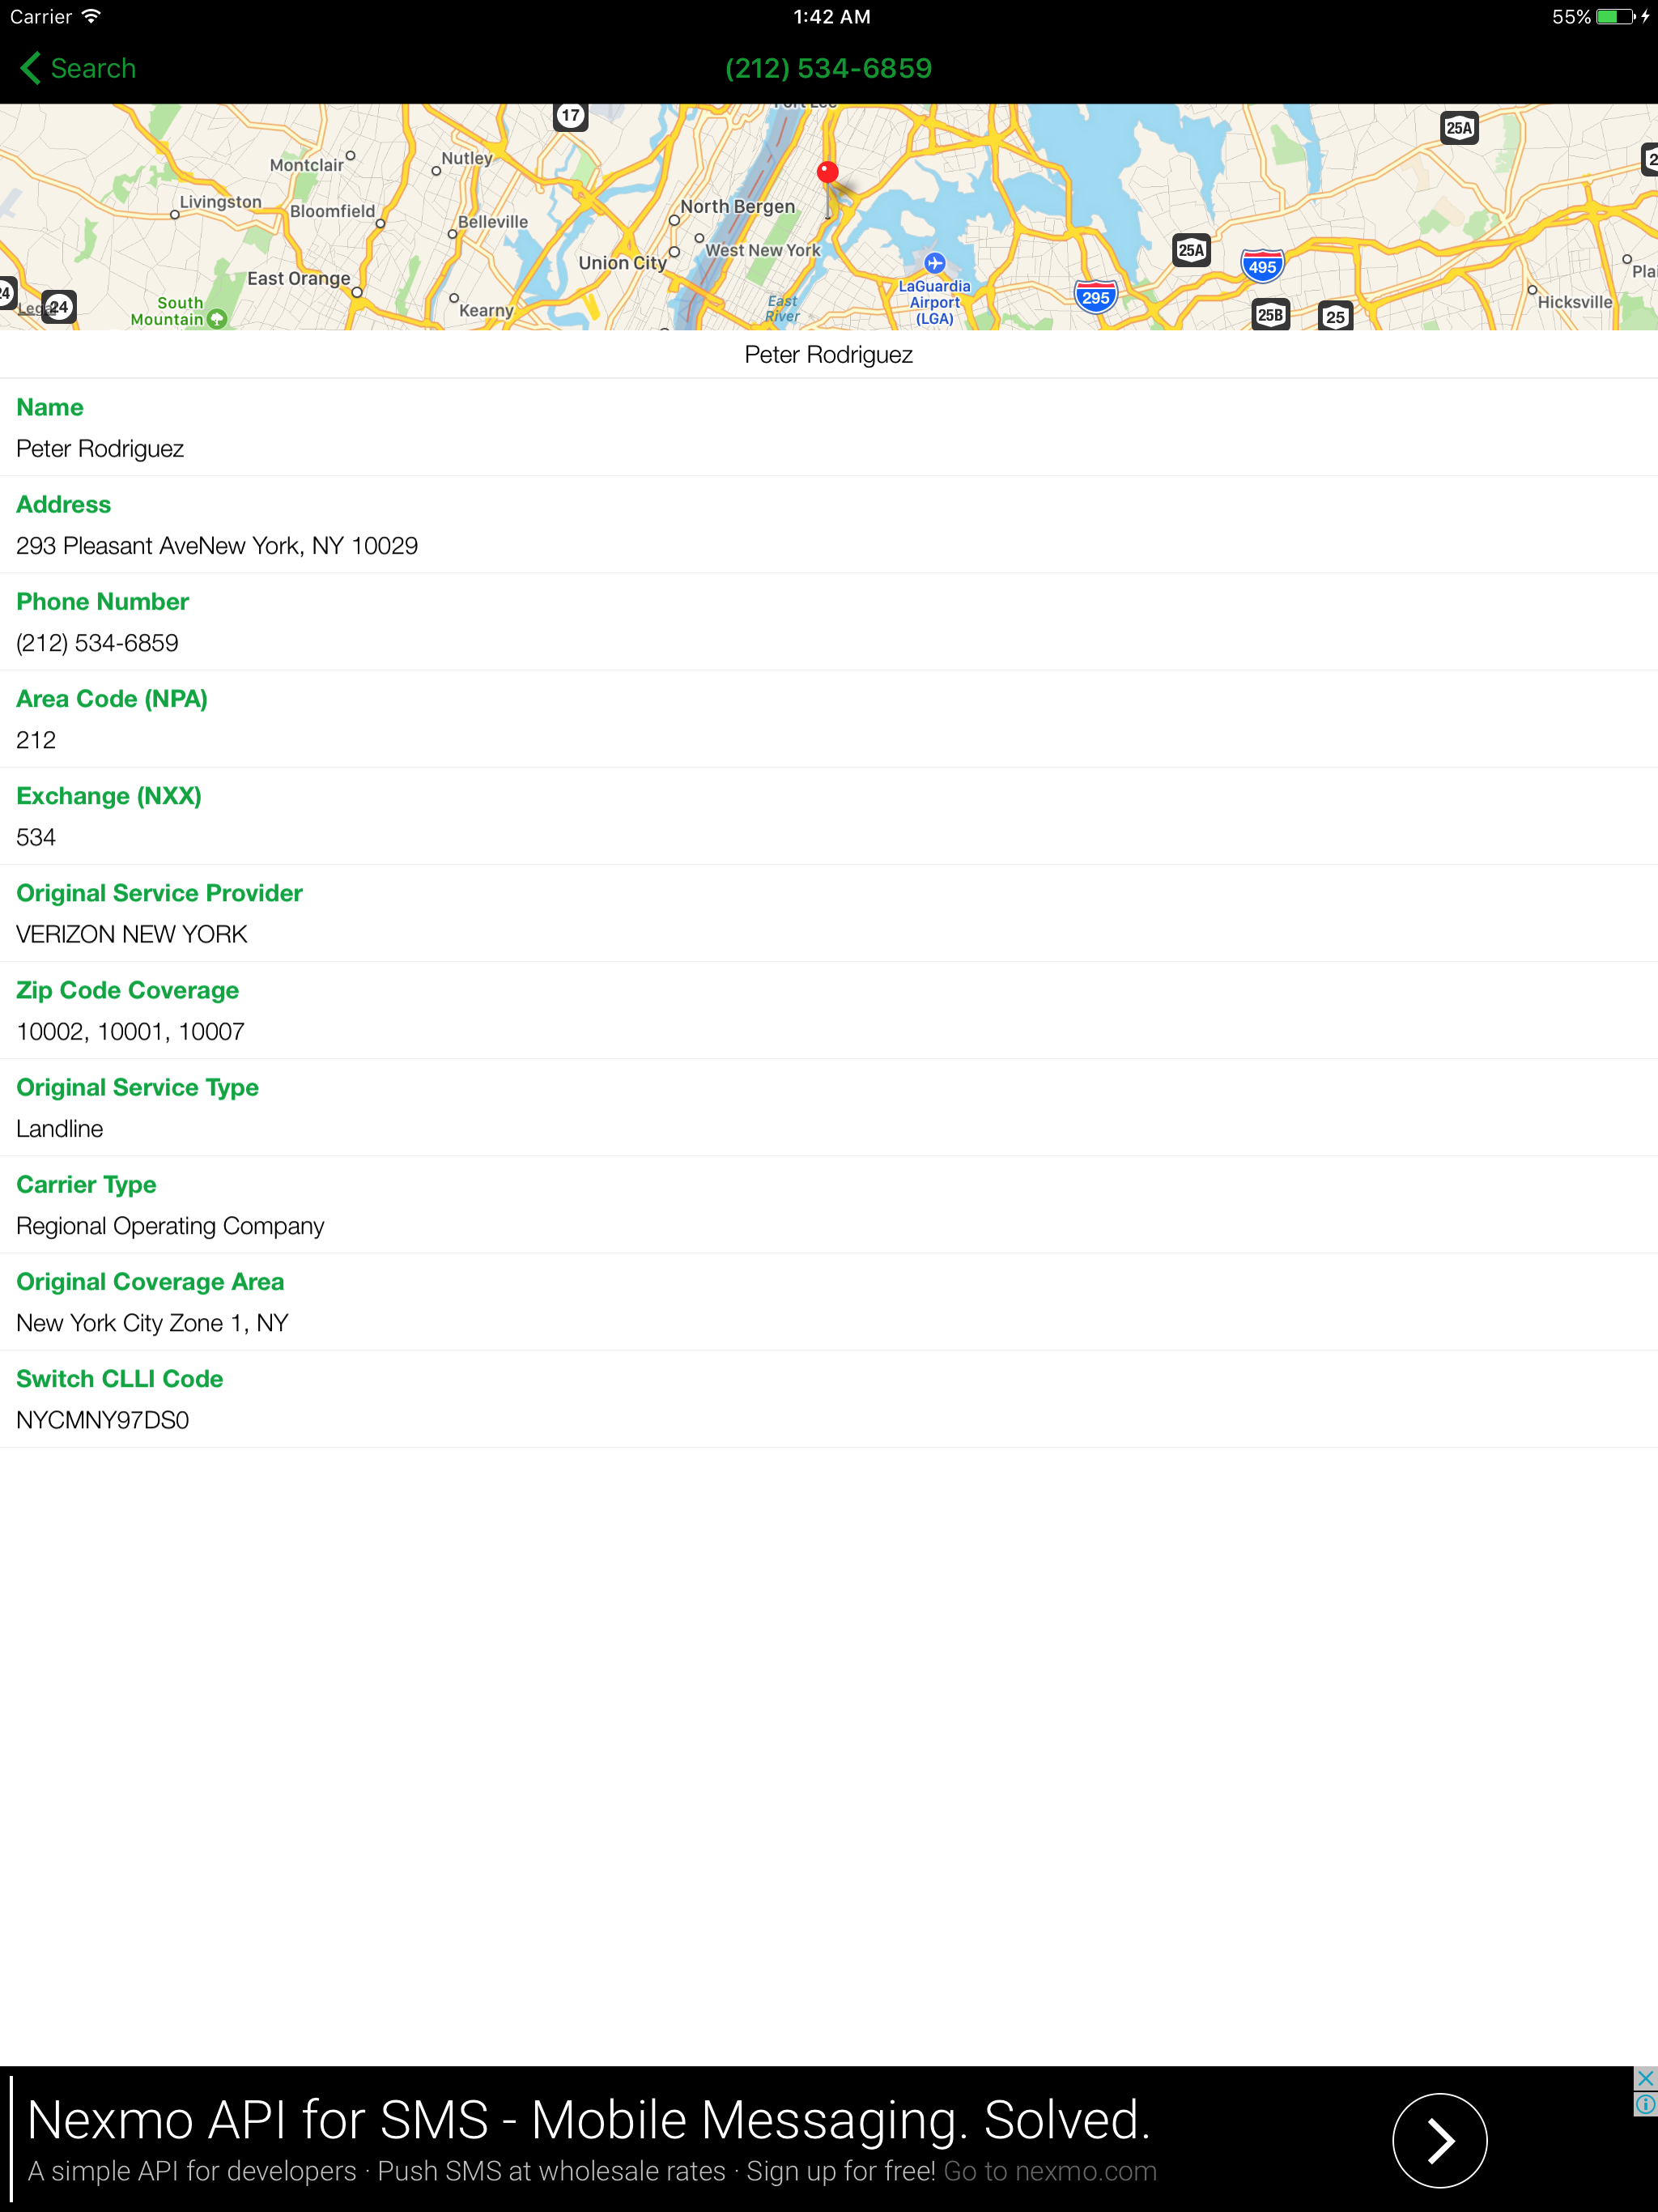 Carrier 1:42 AM 55%
Search (212) 534-6859
17
25A
Montclair
Nutley
Livingston
Bloomfield
North Bergen
Belleville
West New York
25A
Union City
495
East Orange
LaGuardia
Airport
(LGA)
295
East
River
24
South
Mountain
Kearny
25B
25
Hicksville
Peter Rodriguez
Name
Peter Rodriguez
Address
293 Pleasant AveNew York, NY 10029
Phone Number
(212) 534-6859
Area Code (NPA)
212
Exchange (NXX)
534
Original Service Provider
VERIZON NEW YORK
Zip Code Coverage
10002, 10001, 10007
Original Service Type
Landline
Carrier Type
Regional Operating Company
Original Coverage Area
New York City Zone 1, NY
Switch CLLI Code
NYCMNY97DS0
Nexmo API for SMS - Mobile Messaging. Solved.
A simple API for developers · Push SMS at wholesale rates · Sign up for free! Go to nexmo.com